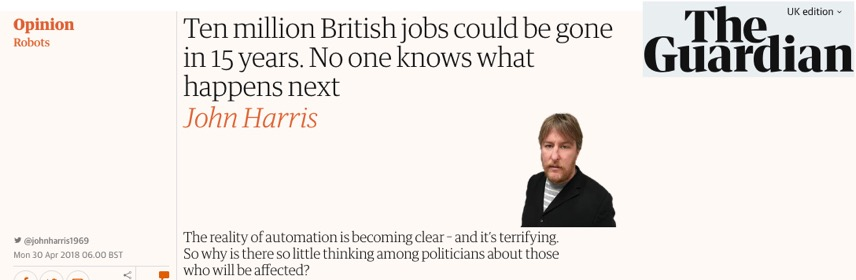 Opinion
Robots
Ten million British jobs could be gone
in 15 years. No one knows what
happens next
John Harris
UK edition
The
Guardian
@johnharris1969
Mon 30 Apr 2018 06.00 BST
The reality of automation is becoming clear – and it's terrifying.
So why is there so little thinking among politicians about those
who will be affected?